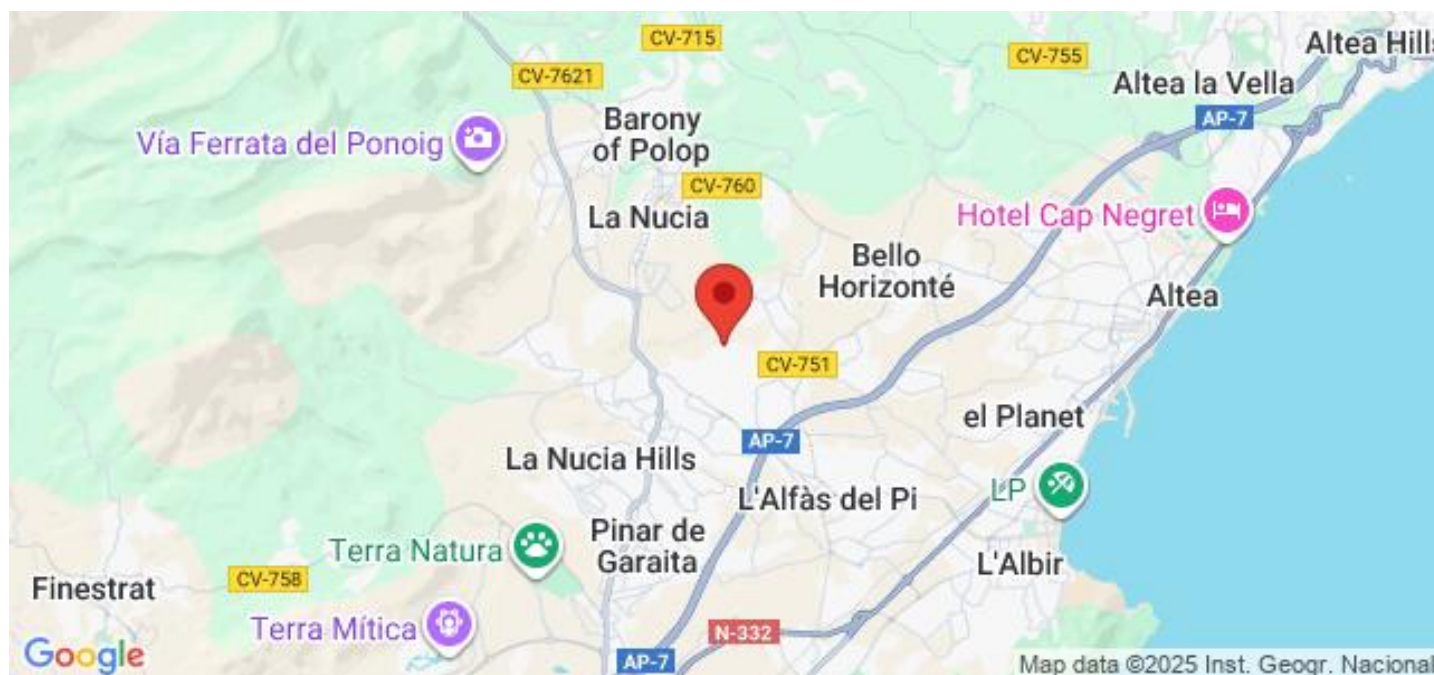 CV-715
CV-755
Altea Hills
CV-7621
Altea la Vella
AP-7
Barony
of Polop
Vía Ferrata del Ponoig
CV-760
La Nucia
Hotel Cap Negret
Bello
Horizonté
Altea
CV-751
el Planet
AP-7
La Nucia Hills
L'Alfàs del Pi
LP
Pinar de
Garaita
Terra Natura
L'Albir
CV-758
Finestrat
Terra Mítica
N-332
Google
AP-7
Map data ©2025 Inst. Geogr. Nacional